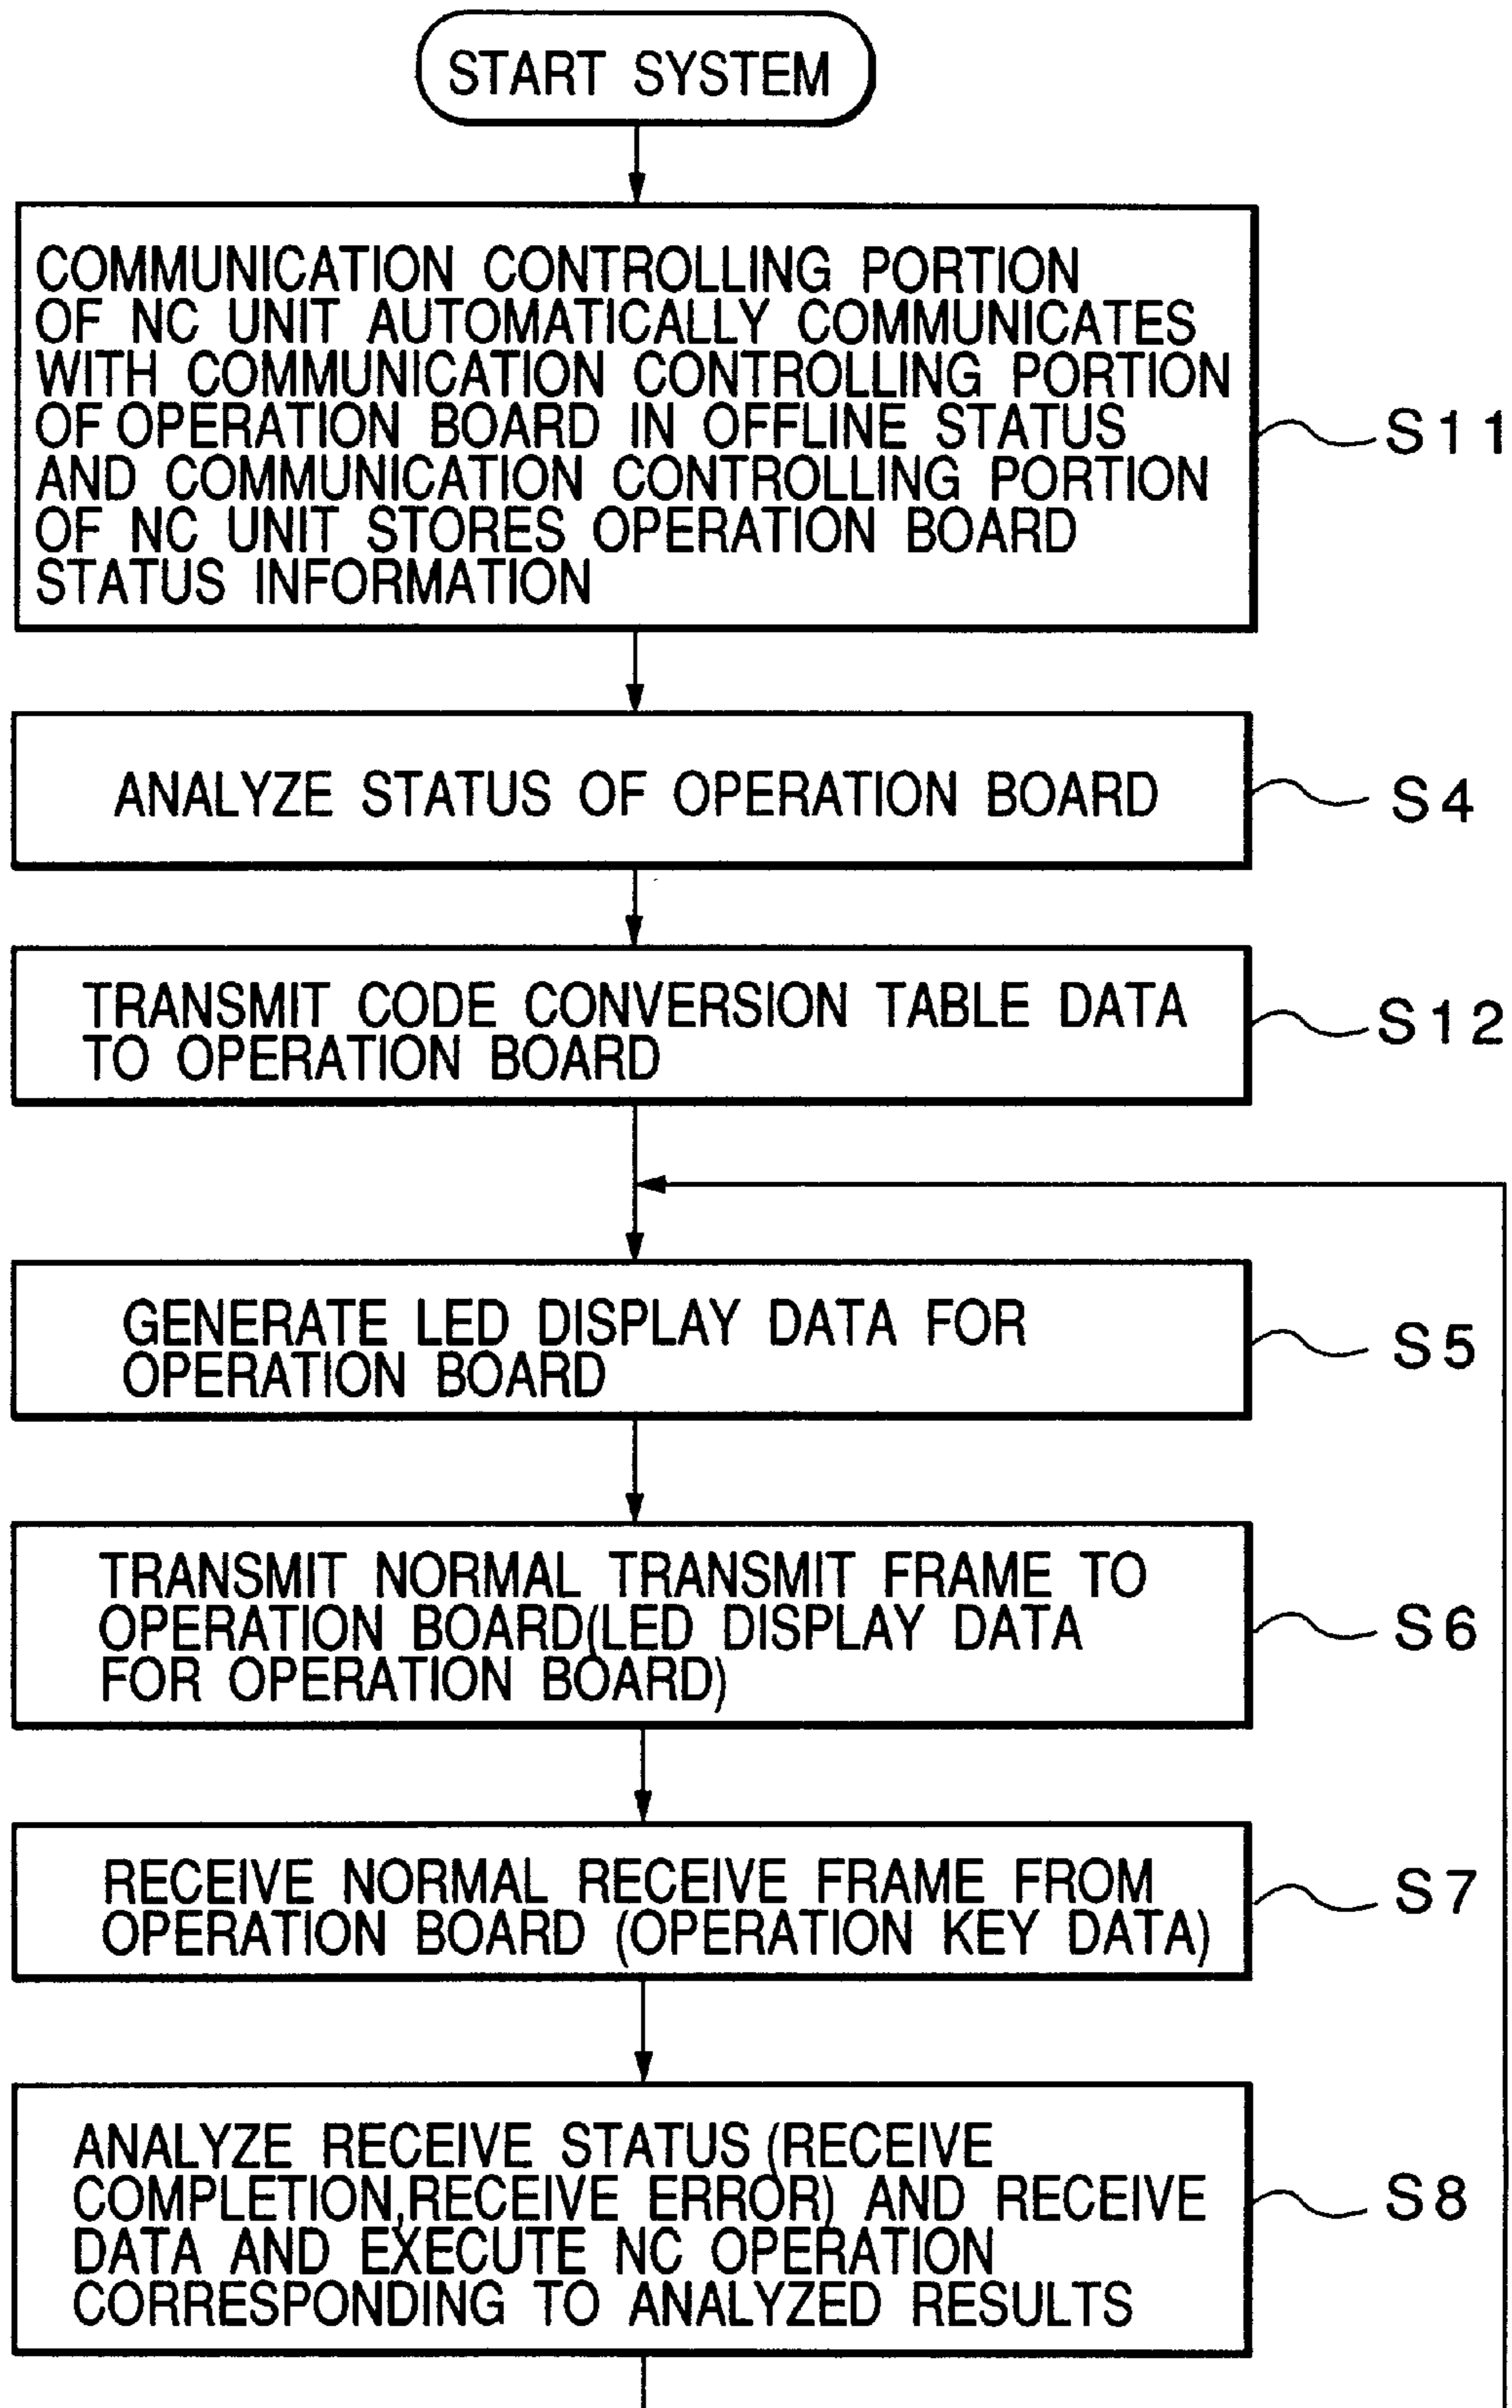 START SYSTEM
COMMUNICATION CONTROLLING PORTION
OF NC UNIT AUTOMATICALLY COMMUNICATES
WITH COMMUNICATION CONTROLLING PORTION
OF OPERATION BOARD IN OFFLINE STATUS
AND COMMUNICATION CONTROLLING PORTION
OF NC UNIT STORES OPERATION BOARD
STATUS INFORMATION
S11
ANALYZE STATUS OF OPERATION BOARD
S4
TRANSMIT CODE CONVERSION TABLE DATA
TO OPERATION BOARD
S12
GENERATE LED DISPLAY DATA FOR
OPERATION BOARD
S5
TRANSMIT NORMAL TRANSMIT FRAME TO
OPERATION BOARD(LED DISPLAY DATA
FOR OPERATION BOARD)
S6
RECEIVE NORMAL RECEIVE FRAME FROM
OPERATION BOARD (OPERATION KEY DATA)
S7
ANALYZE RECEIVE STATUS (RECEIVE
COMPLETION,RECEIVE ERROR) AND RECEIVE
DATA AND EXECUTE NC OPERATION
CORRESPONDING TO ANALYZED RESULTS
S8